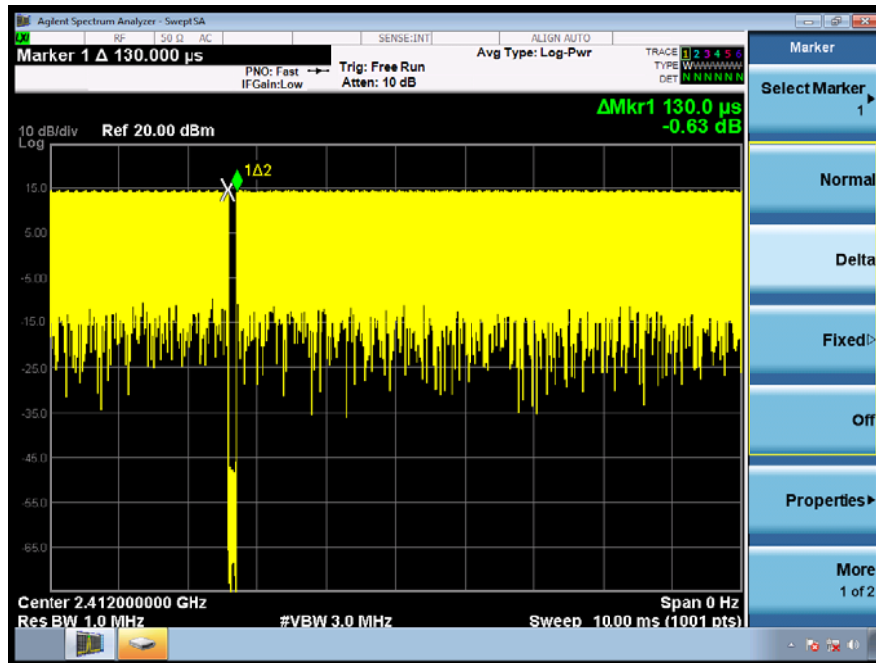 Agilent Spectrum Analyzer - Swept SA
LXI RF 50 Ω AC SENSE:INT ALIGN AUTO
Marker 1 Δ 130.000 µs
Avg Type: Log-Pwr
TRACE 1 2 3 4 5 6
TYPE WWWWWW
DET N N N N N N
PNO: Fast
IFGain:Low
Trig: Free Run
Atten: 10 dB
ΔMkr1 130.0 µs
-0.63 dB
10 dB/div Ref 20.00 dBm
Log
1Δ2
15.0
5.00
-5.00
-15.0
-25.0
-35.0
-45.0
-55.0
-65.0
Center 2.412000000 GHz
Span 0 Hz
Res BW 1.0 MHz
#VBW 3.0 MHz
Sweep 10.00 ms (1001 pts)
Marker
Select Marker
1
Normal
Delta
Fixed
Off
Properties
More
1 of 2